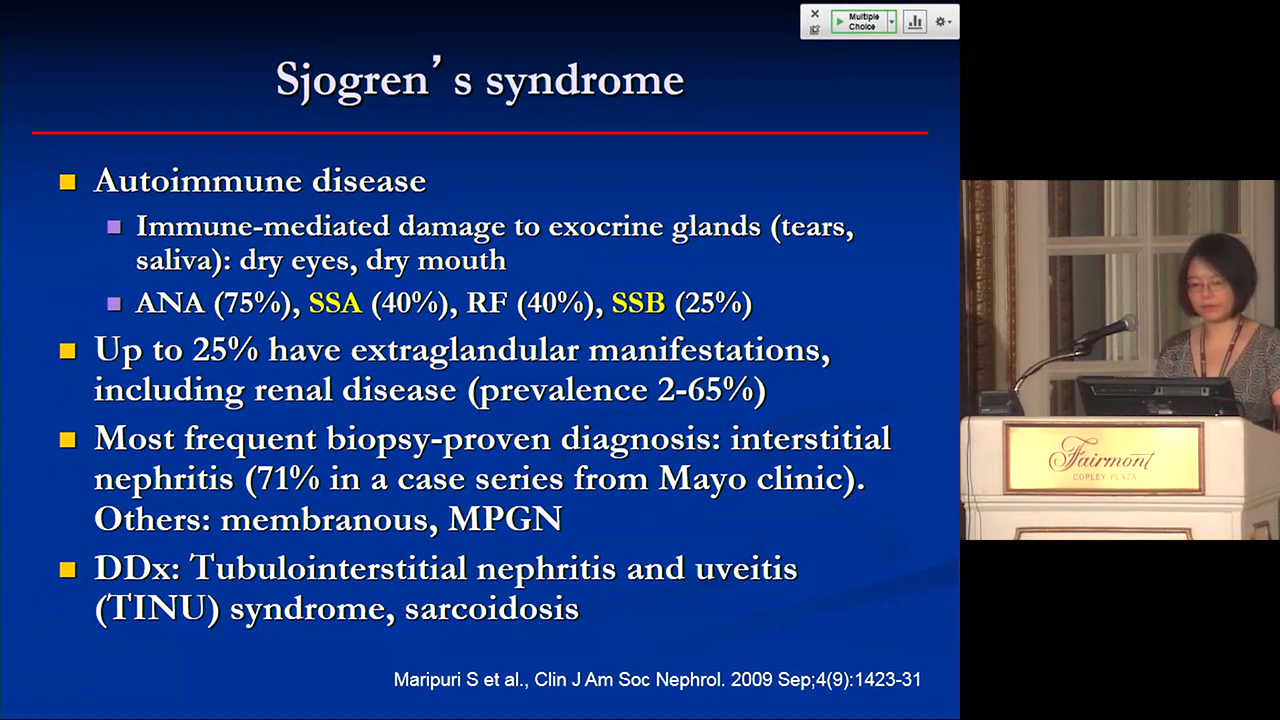 Multiple
Choice
Sjogren's syndrome
Autoimmune disease
Immune-mediated damage to exocrine glands (tears,
saliva): dry eyes, dry mouth
ANA (75%), SSA (40%), RF (40%), SSB (25%)
Up to 25% have extraglandular manifestations,
including renal disease (prevalence 2-65%)
Most frequent biopsy-proven diagnosis: interstitial
nephritis (71% in a case series from Mayo clinic).
Others: membranous, MPGN
DDx: Tubulointerstitial nephritis and uveitis
(TINU) syndrome, sarcoidosis
Maripuri S et al., Clin J Am Soc Nephrol. 2009 Sep;4(9):1423-31
Fairmont
COPLEY PLAZA